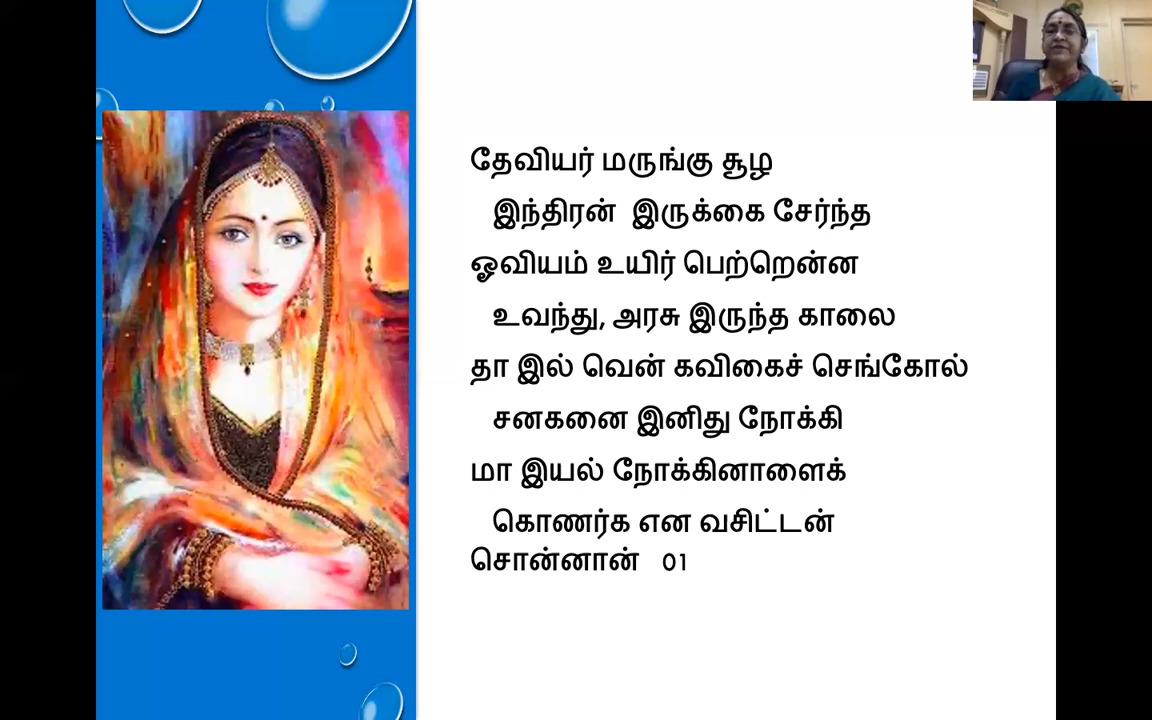 தேவியர் மருங்கு சூழ
இந்திரன் இருக்கை சேர்ந்த
ஓவியம் உயிர் பெற்றென்ன
உவந்து, அரசு இருந்த காலை
தா இல் வென் கவிகைச் செங்கோல்
சனகனை இனிது நோக்கி
மா இயல் நோக்கினாளைக்
கொணர்க என வசிட்டன்
சொன்னான் 01